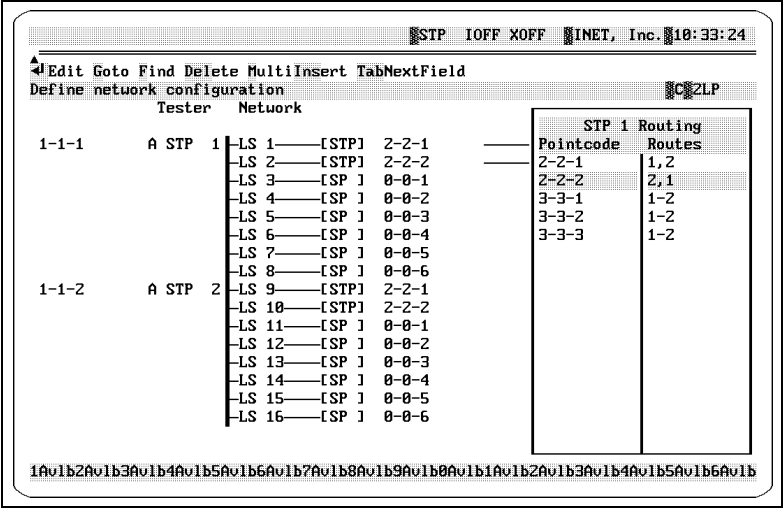 STP IOFF XOFF INET, Inc. 10:33:24
Edit Goto Find Delete MultiInsert TabNextField
Define network configuration C 2LP
Tester Network
STP 1 Routing
1-1-1 A STP 1 LS 1 [STP] 2-2-1 Pointcode Routes
LS 2 [STP] 2-2-2 2-2-1 1,2
LS 3 [SP ] 0-0-1 2-2-2 2,1
LS 4 [SP ] 0-0-2 3-3-1 1-2
LS 5 [SP ] 0-0-3 3-3-2 1-2
LS 6 [SP ] 0-0-4 3-3-3 1-2
LS 7 [SP ] 0-0-5
LS 8 [SP ] 0-0-6
1-1-2 A STP 2 LS 9 [STP] 2-2-1
LS 10 [STP] 2-2-2
LS 11 [SP ] 0-0-1
LS 12 [SP ] 0-0-2
LS 13 [SP ] 0-0-3
LS 14 [SP ] 0-0-4
LS 15 [SP ] 0-0-5
LS 16 [SP ] 0-0-6
1Avlb2Avlb3Avlb4Avlb5Avlb6Avlb7Avlb8Avlb9Avlb0Avlb1Avlb2Avlb3Avlb4Avlb5Avlb6Avlb